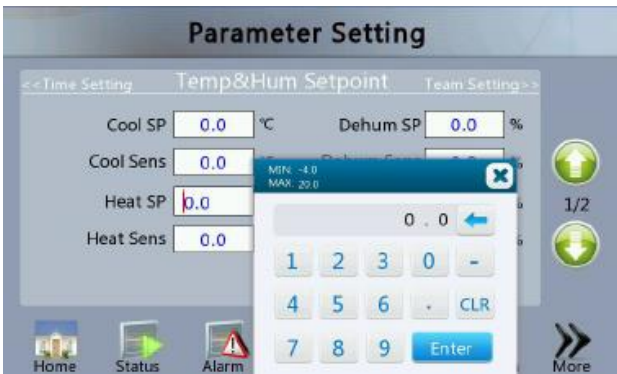 Parameter Setting
<<Time Setting Temp&Hum Setpoint Team Setting>>
Cool SP 0.0 ℃ Dehum SP 0.0 %
Cool Sens 0.0
MIN: -4.0
MAX: 20.0
Heat SP 0.0
1/2
0.0
Heat Sens 0.0
1 2 3 0 -
4 5 6 . CLR
7 8 9 Enter
Home Status Alarm More